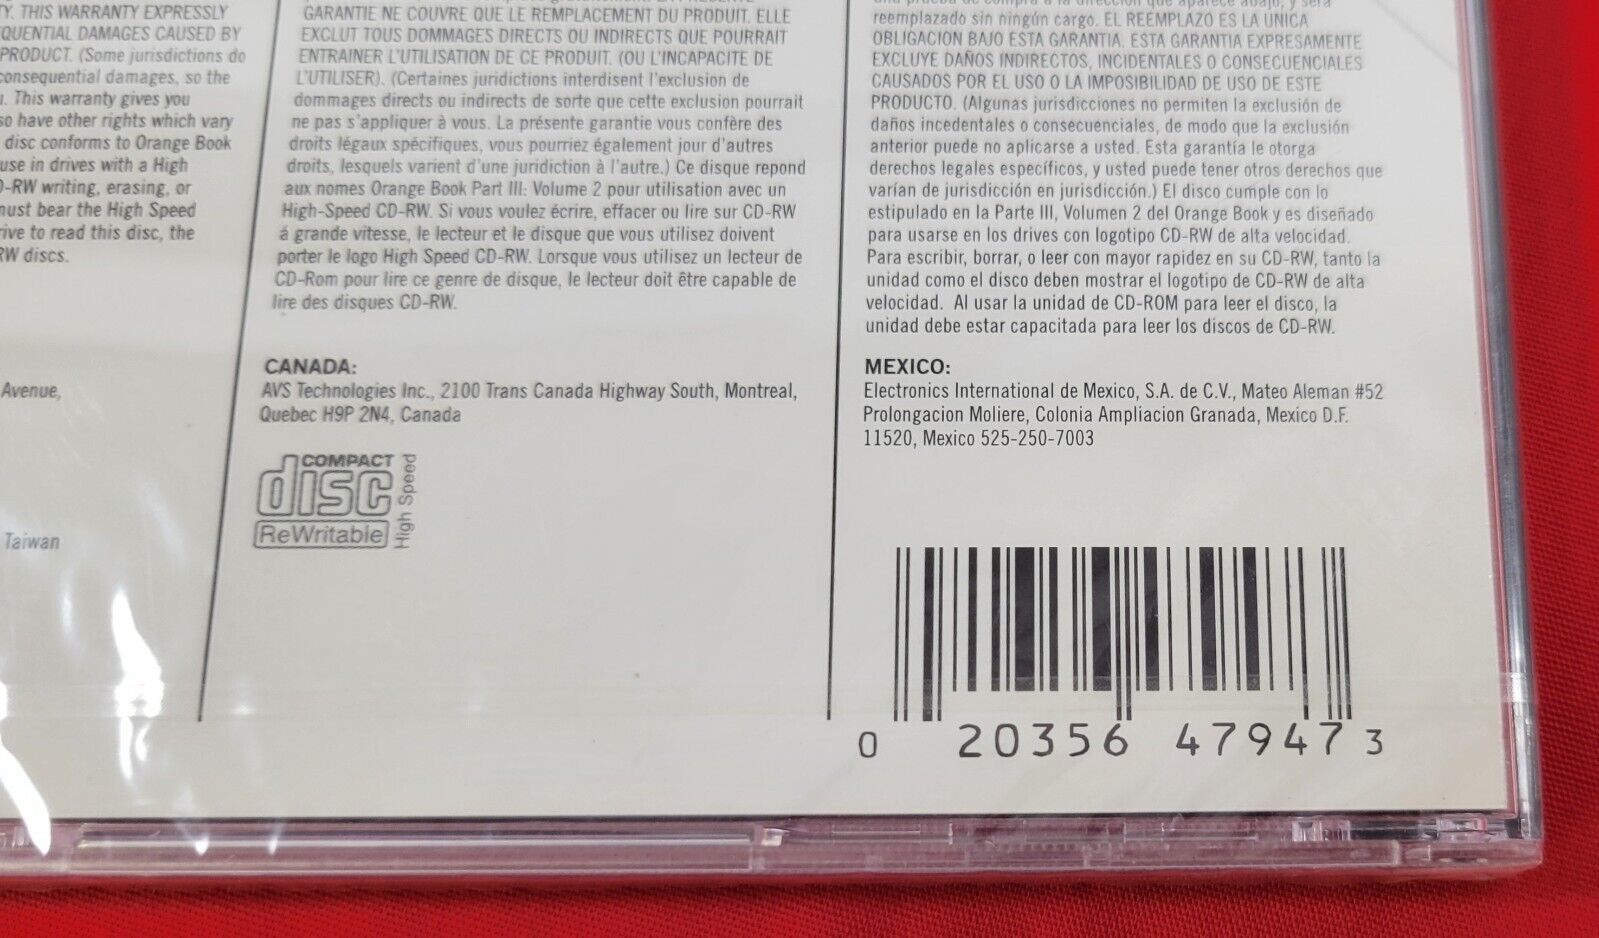 TY. THIS WARRANTY EXPRESSLY
DAMAGES CAUSED BY
PRODUCT. (Some jurisdictions do
consequential damages, so the
This warranty gives you
so have other rights which vary
disc conforms to Orange Book
use in drives with a High
writing, erasing, or
must bear the High Speed
to read this disc, the
discs.
Avenue,
Taiwan
GARANTIE NE COUVRE QUE LE REMPLACEMENT DU PRODUIT. ELLE
EXCLUT TOUS DOMMAGES DIRECTS OU INDIRECTS QUE POURRAIT
ENTRAINER L'UTILISATION DE CE PRODUIT. (OU L'INCAPACITE DE
L'UTILISER). (Certaines juridictions interdisent l'exclusion de
dommages directs ou indirects de sorte que cette exclusion pourrait
ne pas s'appliquer à vous. La présente garantie vous confère des
droits légaux spécifiques, vous pourriez également jour d'autres
droits, lesquels varient d'une juridiction à l'autre.) Ce disque repond
aux nomes Orange Book Part III: Volume 2 pour utilisation avec un
High-Speed CD-RW. Si vous voulez écrire, effacer ou lire sur CD-RW
á grande vitesse, le lecteur et le disque que vous utilisez doivent
porter le logo High Speed CD-RW. Lorsque vous utilisez un lecteur de
CD-Rom pour lire ce genre de disque, le lecteur doit être capable de
lire des disques CD-RW.
CANADA:
AVS Technologies Inc., 2100 Trans Canada Highway South, Montreal,
Quebec H9P 2N4, Canada
COMPACT
disc
ReWritable
High Speed
reemplazado sin ningún cargo. EL REEMPLAZO ES LA UNICA
OBLIGACION BAJO ESTA GARANTIA. ESTA GARANTIA EXPRESAMENTE
EXCLUYE DAÑOS INDIRECTOS, INCIDENTALES O CONSECUENCIALES
CAUSADOS POR EL USO O LA IMPOSIBILIDAD DE USO DE ESTE
PRODUCTO. (Algunas jurisdicciones no permiten la exclusión de
daños incedentales o consecuenciales, de modo que la exclusión
anterior puede no aplicarse a usted. Esta garantía le otorga
derechos legales específicos, y usted puede tener otros derechos que
varían de jurisdicción en jurisdicción.) El disco cumple con lo
estipulado en la Parte III, Volumen 2 del Orange Book y es diseñado
para usarse en los drives con logotipo CD-RW de alta velocidad.
Para escribir, borrar, o leer con mayor rapidez en su CD-RW, tanto la
unidad como el disco deben mostrar el logotipo de CD-RW de alta
velocidad. Al usar la unidad de CD-ROM para leer el disco, la
unidad debe estar capacitada para leer los discos de CD-RW.
MEXICO:
Electronics International de Mexico, S.A. de C.V., Mateo Aleman #52
Prolongacion Moliere, Colonia Ampliacion Granada, Mexico D.F.
11520, Mexico 525-250-7003
0 20356 47947 3